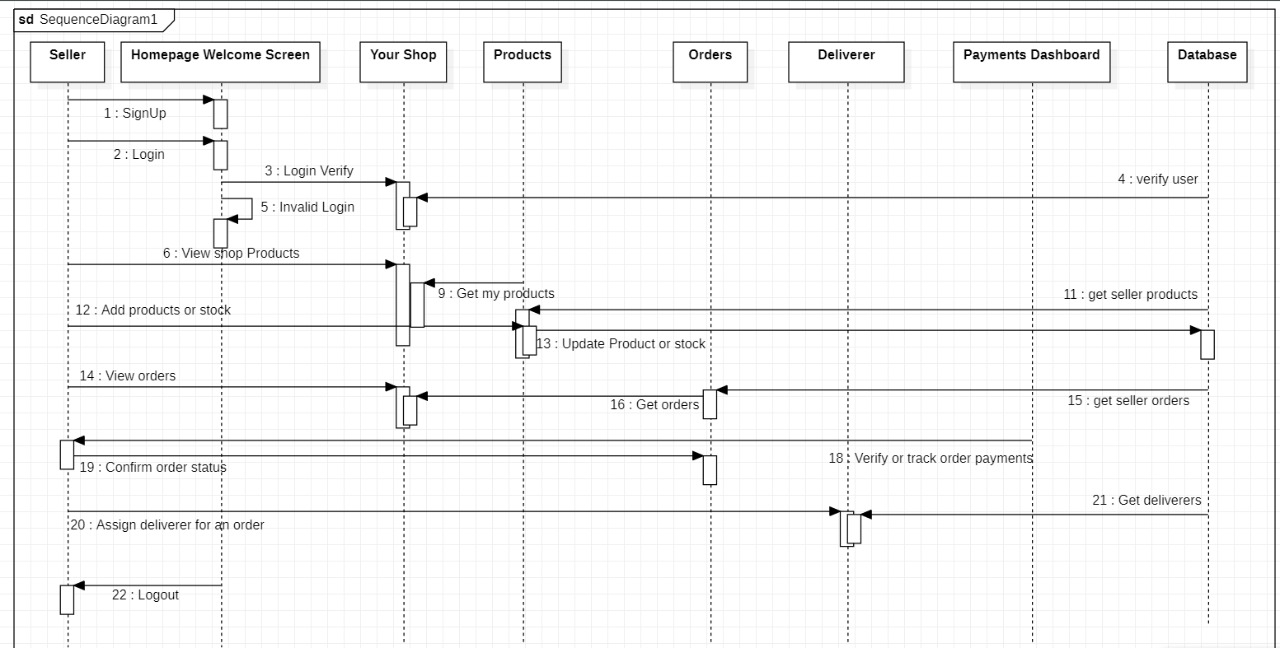 sd SequenceDiagram1
Seller
Homepage Welcome Screen
Your Shop
Products
Orders
Deliverer
Payments Dashboard
Database
1 : SignUp
2 : Login
3 : Login Verify
4 : verify user
5 : Invalid Login
6 : View shop Products
9 : Get my products
11 : get seller products
12 : Add products or stock
13 : Update Product or stock
14 : View orders
15 : get seller orders
16 : Get orders
18 : Verify or track order payments
19 : Confirm order status
21 : Get deliverers
20 : Assign deliverer for an order
22 : Logout